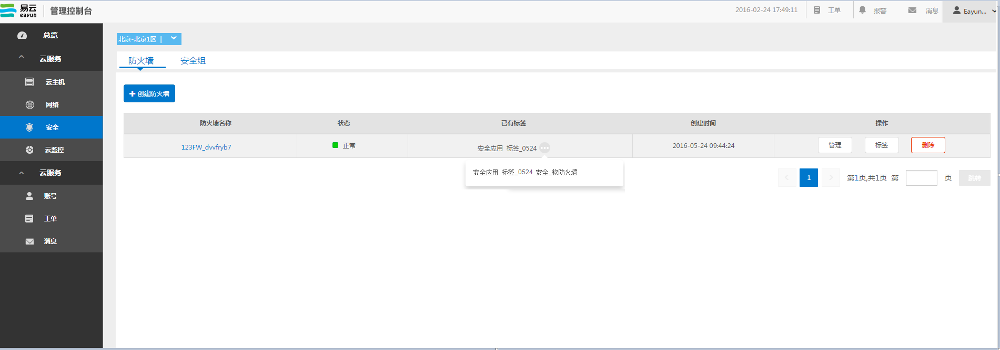 易云 eayun 管理控制台 2016-02-24 17:49:11 工单 报警 消息 Eayun...
总览
云服务
云主机
网络
安全
云监控
云服务
账号
工单
消息
北京-北京1区 |
防火墙 安全组
创建防火墙
防火墙名称 状态 已有标签 创建时间 操作
123FW_dvvfryb7 正常 安全应用 标签_0524 2016-05-24 09:44:24 管理 标签 删除
安全应用 标签_0524 安全_软防火墙
1 第1页,共1页 第 页 跳转